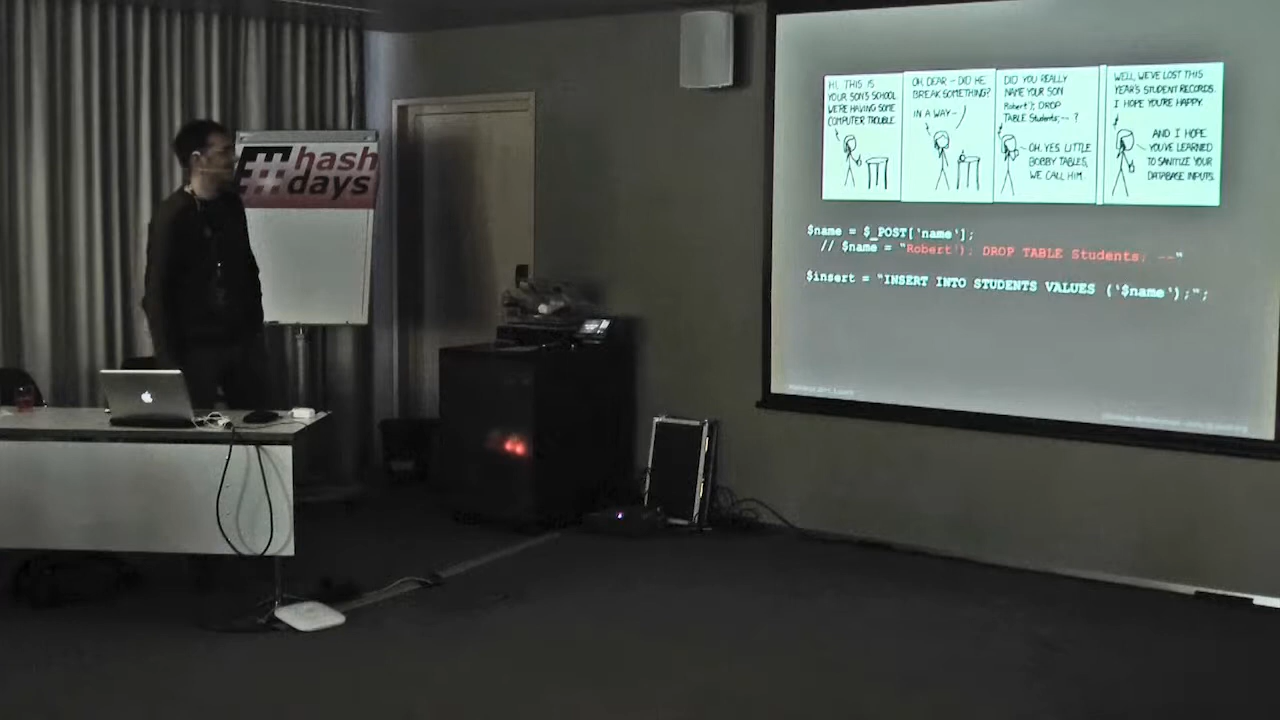 hash
days
HI, THIS IS
YOUR SON'S SCHOOL.
WE'RE HAVING SOME
COMPUTER TROUBLE.
OH, DEAR – DID HE
BREAK SOMETHING?
IN A WAY–
DID YOU REALLY
NAME YOUR SON
Robert'); DROP
TABLE Students;-- ?
OH, YES. LITTLE
BOBBY TABLES,
WE CALL HIM.
WELL, WE'VE LOST THIS
YEAR'S STUDENT RECORDS.
I HOPE YOU'RE HAPPY.
AND I HOPE
YOU'VE LEARNED
TO SANITIZE YOUR
DATABASE INPUTS.
$name = $_POST['name'];
// $name = "Robert'); DROP TABLE Students; --"
$insert = "INSERT INTO STUDENTS VALUES ('$name');";